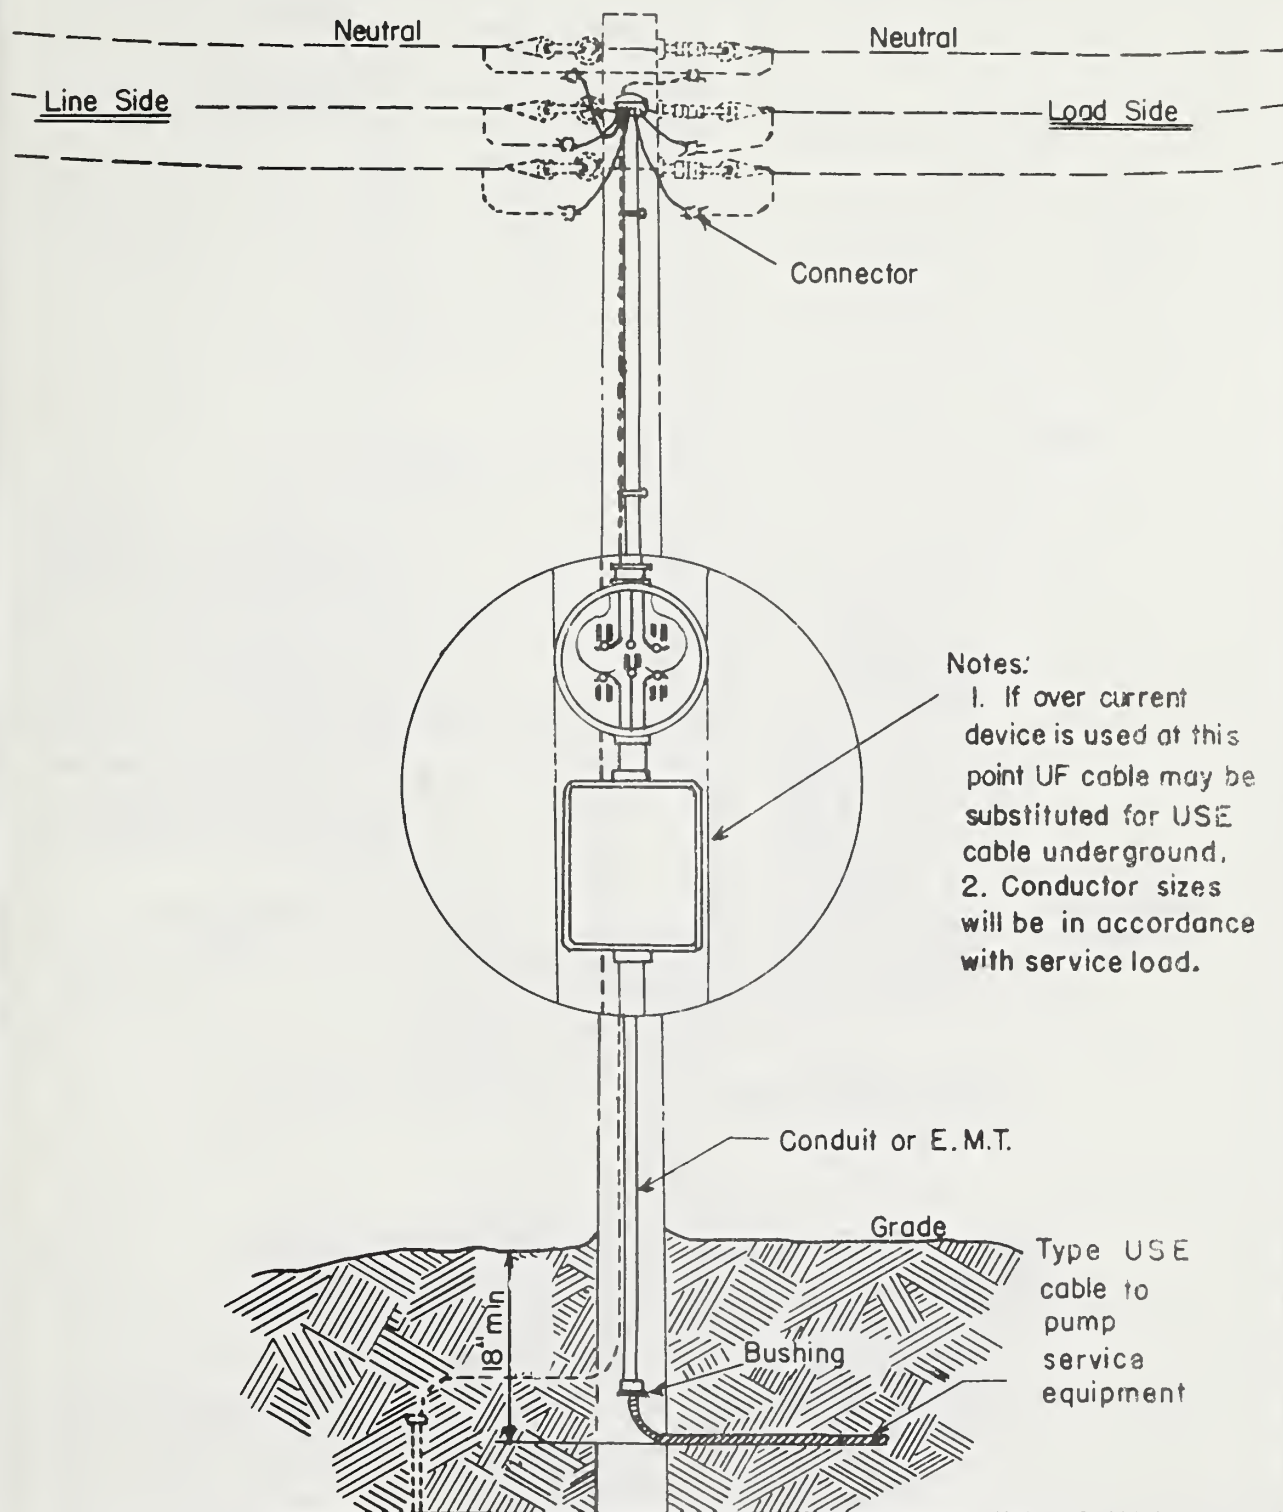 Neutral
Neutral
Line Side
Load Side
Connector
Notes:
1. If over current
device is used at this
point UF cable may be
substituted for USE
cable underground.
2. Conductor sizes
will be in accordance
with service load.
Conduit or E.M.T.
Grade
Type USE
cable to
pump
service
equipment
18" min
Bushing